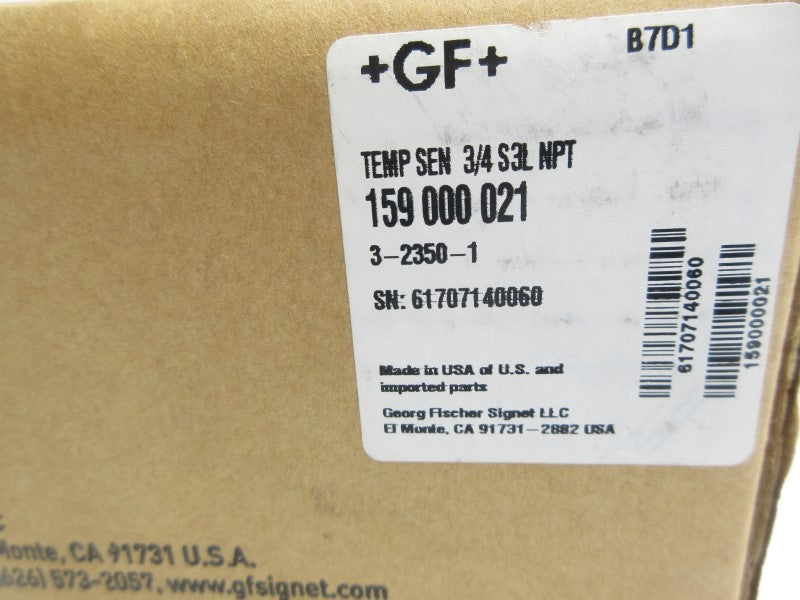 +GF+
B7D1
TEMP SEN 3/4 S3L NPT
159 000 021
3-2350-1
SN: 61707140060
Made in USA of U.S. and
imported parts
Georg Fischer Signet LLC
El Monte, CA 91731-2882 USA
61707140060
159000021
CA 91731 U.S.A.
(626) 573-2057, www.gfsignet.com